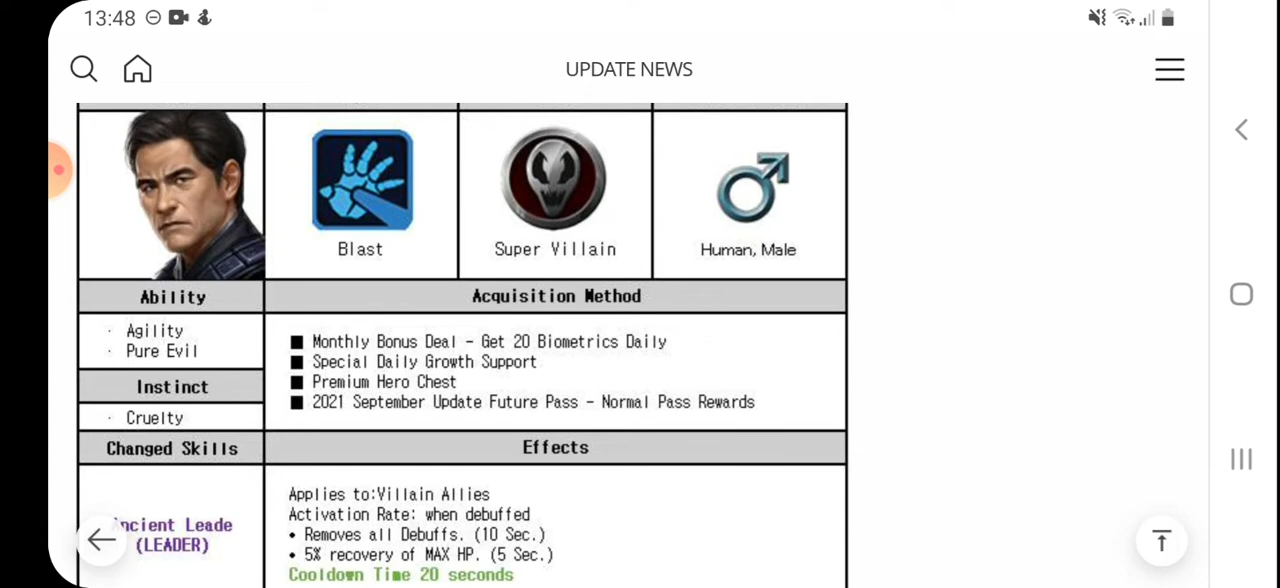 13:48
UPDATE NEWS
Blast
Super Villain
Human, Male
Ability
Acquisition Method
· Agility
· Pure Evil
■ Monthly Bonus Deal - Get 20 Biometrics Daily
■ Special Daily Growth Support
■ Premium Hero Chest
■ 2021 September Update Future Pass - Normal Pass Rewards
Instinct
· Cruelty
Changed Skills
Effects
Leade
(LEADER)
Applies to:Villain Allies
Activation Rate: when debuffed
• Removes all Debuffs. (10 Sec.)
• 5% recovery of MAX HP. (5 Sec.)
Cooldown Time 20 seconds